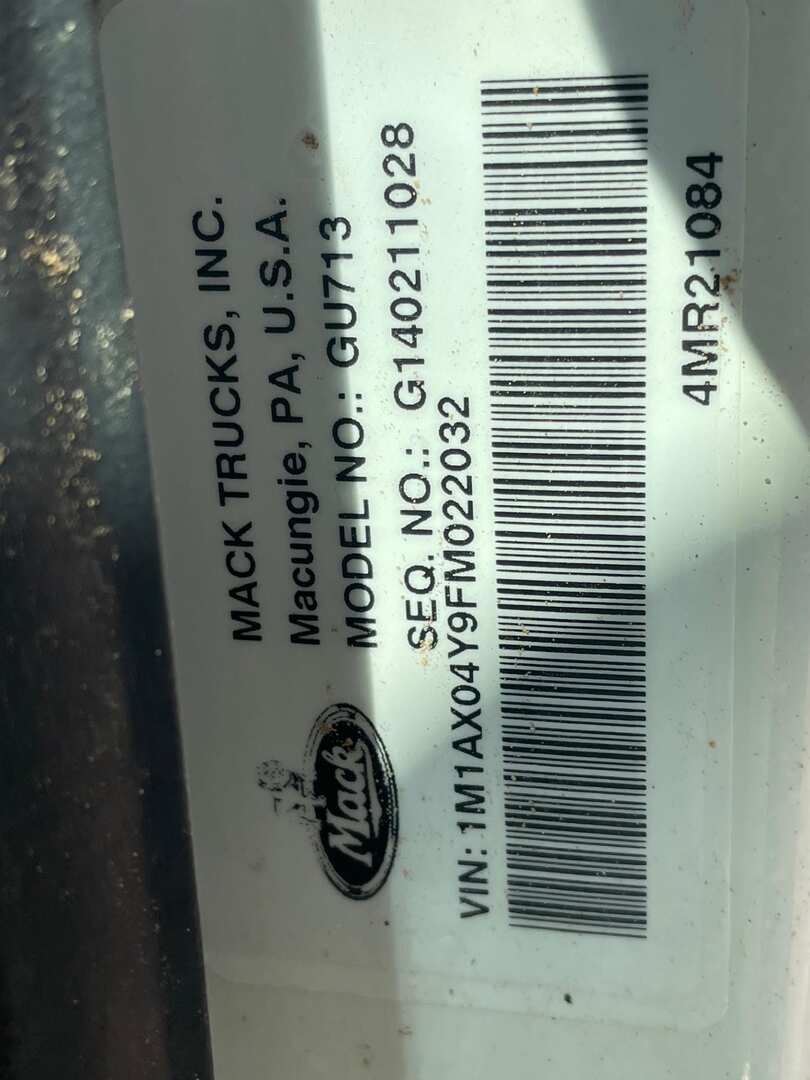 MACK TRUCKS, INC.
Macungie, PA, U.S.A.
MODEL NO.: GU713
SEQ. NO.: G140211028
Mack
VIN: 1M1AX04Y9FM022032
4MR21084